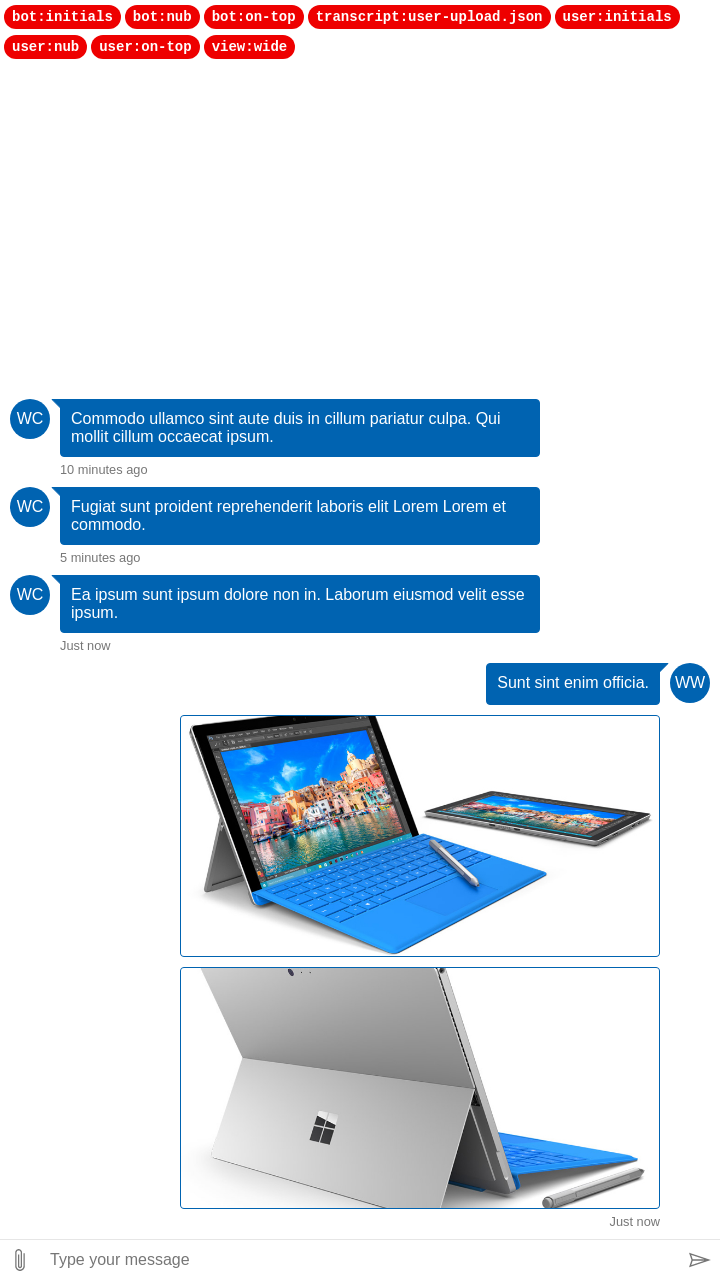 bot:initials bot:nub bot:on-top transcript:user-upload.json user:initials
user:nub user:on-top view:wide
WC
Commodo ullamco sint aute duis in cillum pariatur culpa. Qui
mollit cillum occaecat ipsum.
10 minutes ago
WC
Fugiat sunt proident reprehenderit laboris elit Lorem Lorem et
commodo.
5 minutes ago
WC
Ea ipsum sunt ipsum dolore non in. Laborum eiusmod velit esse
ipsum.
Just now
Sunt sint enim officia.
WW
Just now
Type your message